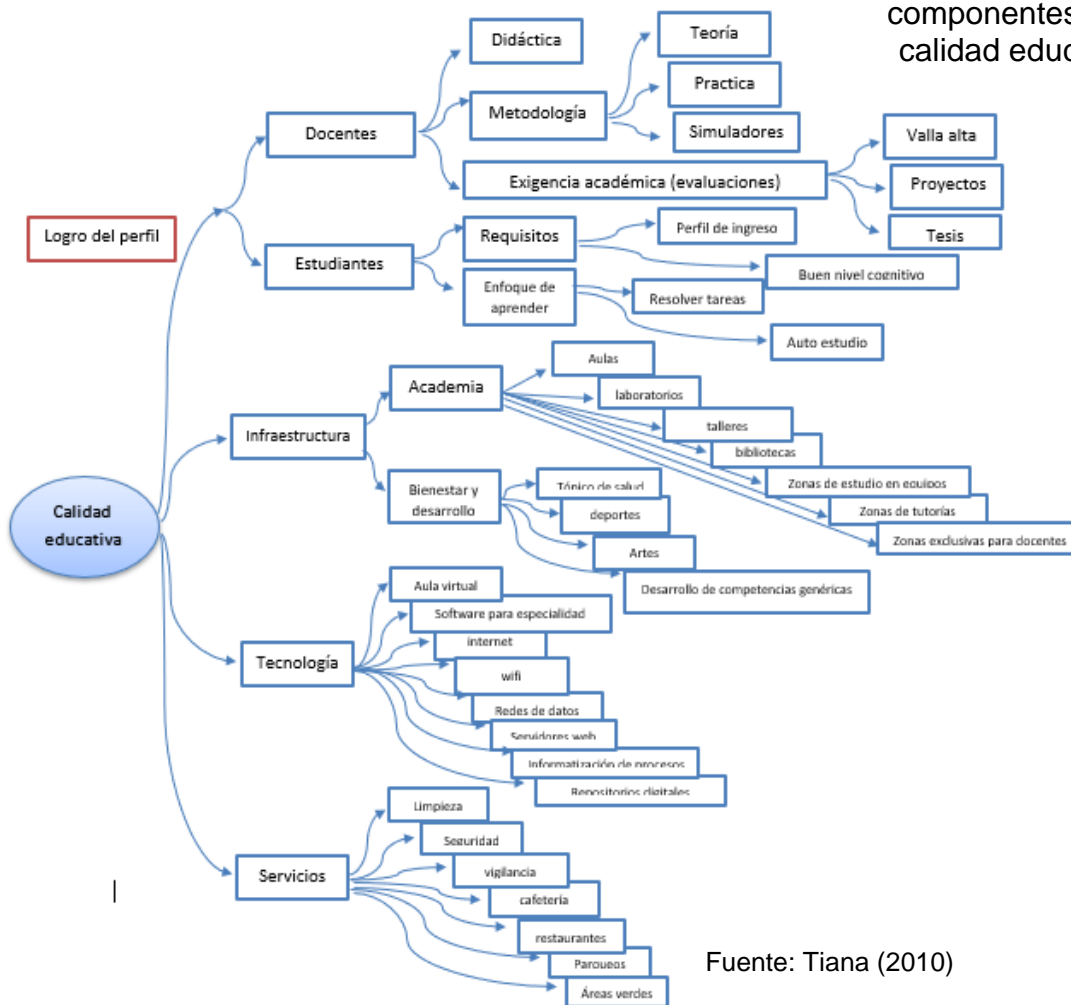 componentes
calidad educ
Didáctica
Teoría
Metodología
Practica
Docentes
Simuladores
Valla alta
Exigencia académica (evaluaciones)
Proyectos
Tesis
Logro del perfil
Requisitos
Perfil de ingreso
Estudiantes
Buen nivel cognitivo
Enfoque de
aprender
Resolver tareas
Auto estudio
Aulas
Academia
laboratorios
talleres
Infraestructura
bibliotecas
Zonas de estudio en equipos
Bienestar y
desarrollo
Tópico de salud
Zonas de tutorías
deportes
Zonas exclusivas para docentes
Artes
Desarrollo de competencias genéricas
Calidad
educativa
Aula virtual
Software para especialidad
internet
Tecnología
wifi
Redes de datos
Servidores web
Informatización de procesos
Repositorios digitales
Limpieza
Seguridad
Servicios
vigilancia
cafetería
restaurantes
Parqueos
Áreas verdes
Fuente: Tiana (2010)